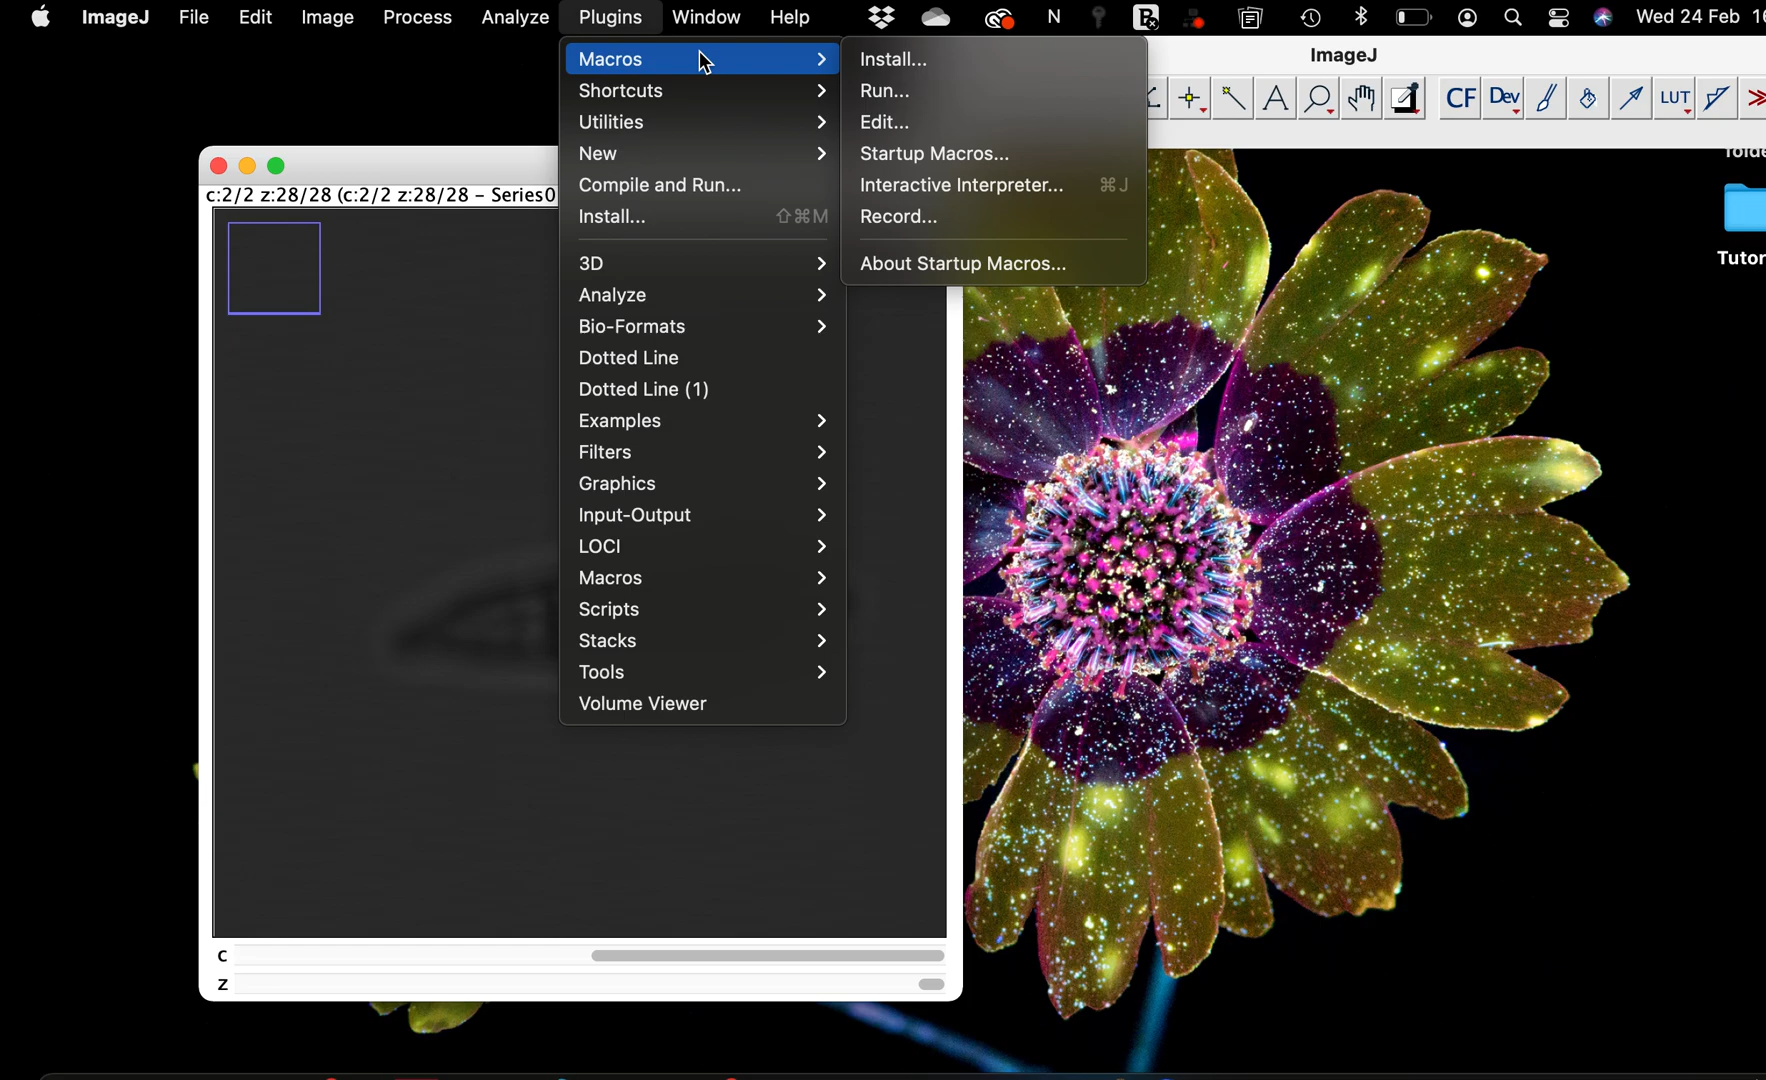 ImageJ File Edit Image Process Analyze Plugins Window Help N Wed 24 Feb
ImageJ
CF Dev LUT
Macros
Shortcuts
Utilities
New
Compile and Run...
Install... ⇧⌘M
3D
Analyze
Bio-Formats
Dotted Line
Dotted Line (1)
Examples
Filters
Graphics
Input-Output
LOCI
Macros
Scripts
Stacks
Tools
Volume Viewer
Install...
Run...
Edit...
Startup Macros...
Interactive Interpreter... ⌘J
Record...
About Startup Macros...
c:2/2 z:28/28 (c:2/2 z:28/28 - Series0
C
Z